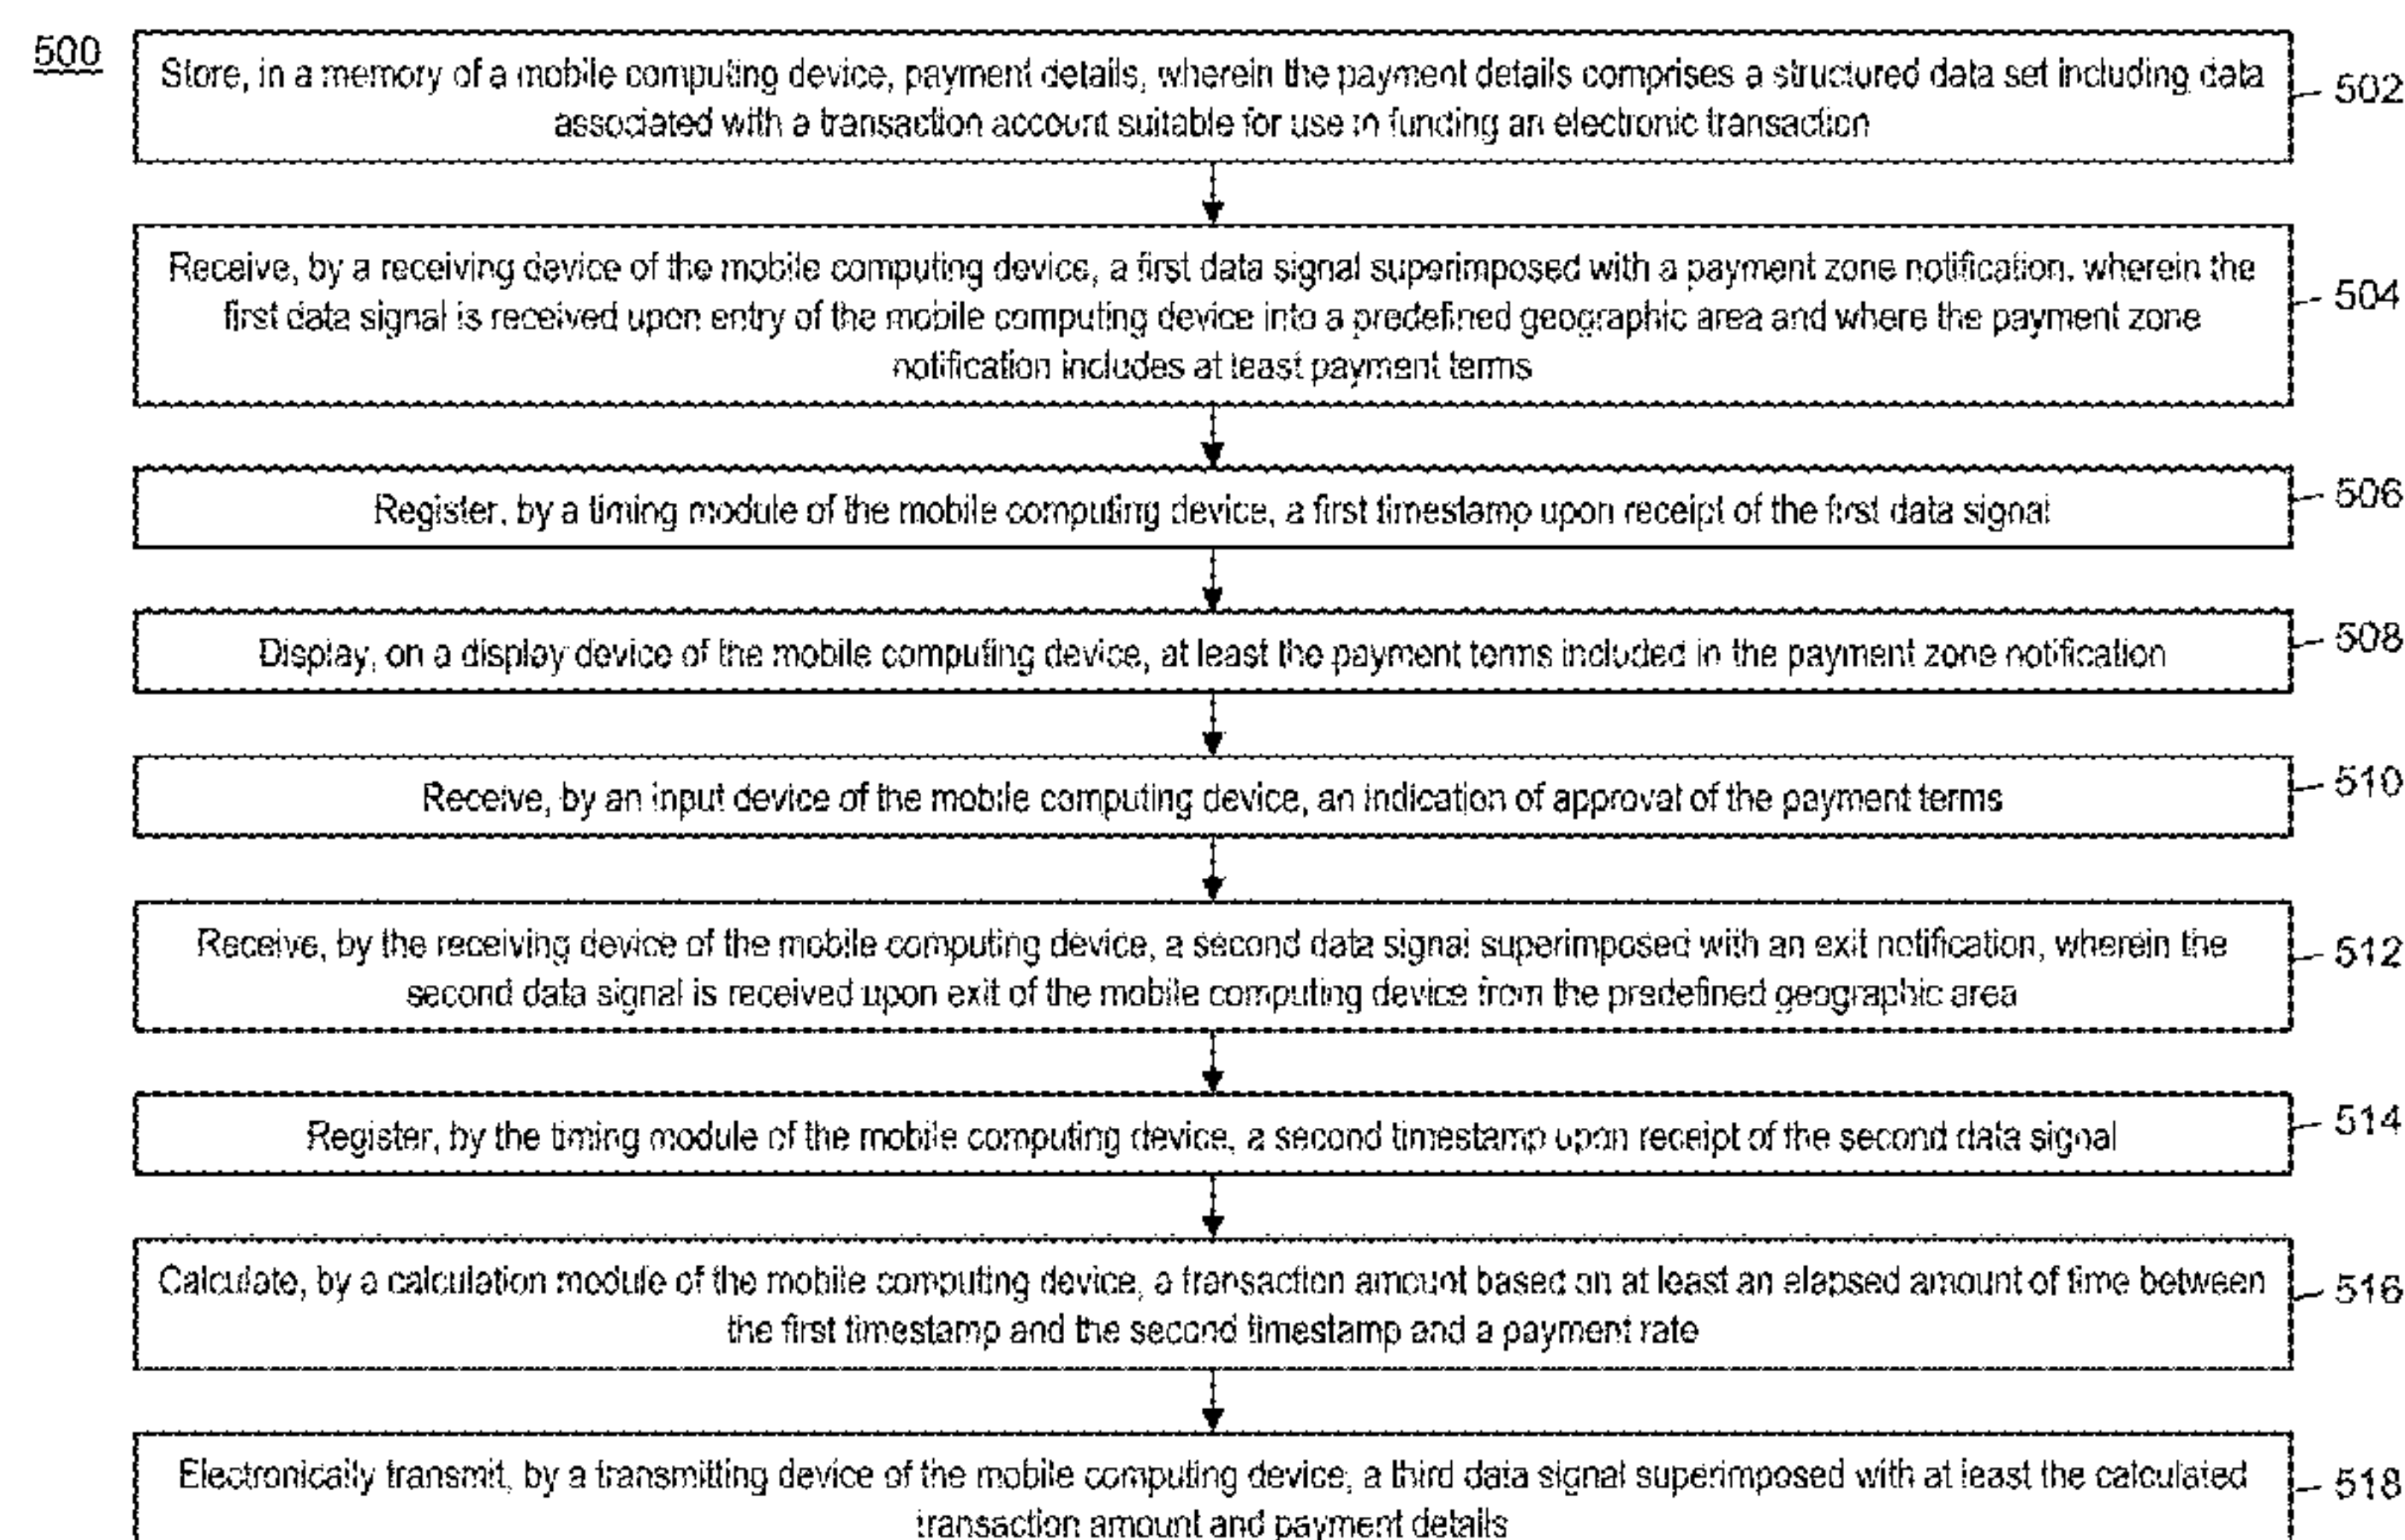 500
Store, in a memory of a mobile computing device, payment details, wherein the payment details comprises a structured data set including data
associated with a transaction account suitable for use in funding an electronic transaction
502
Receive, by a receiving device of the mobile computing device, a first data signal superimposed with a payment zone notification, wherein the
first data signal is received upon entry of the mobile computing device into a predefined geographic area and where the payment zone
notification includes at least payment terms
504
Register, by a timing module of the mobile computing device, a first timestamp upon receipt of the first data signal
506
Display, on a display device of the mobile computing device, at least the payment terms included in the payment zone notification
508
Receive, by an input device of the mobile computing device, an indication of approval of the payment terms
510
Receive, by the receiving device of the mobile computing device, a second data signal superimposed with an exit notification, wherein the
second data signal is received upon exit of the mobile computing device from the predefined geographic area
512
Register, by the timing module of the mobile computing device, a second timestamp upon receipt of the second data signal
514
Calculate, by a calculation module of the mobile computing device, a transaction amount based on at least an elapsed amount of time between
the first timestamp and the second timestamp and a payment rate
516
Electronically transmit, by a transmitting device of the mobile computing device, a third data signal superimposed with at least the calculated
transaction amount and payment details
518